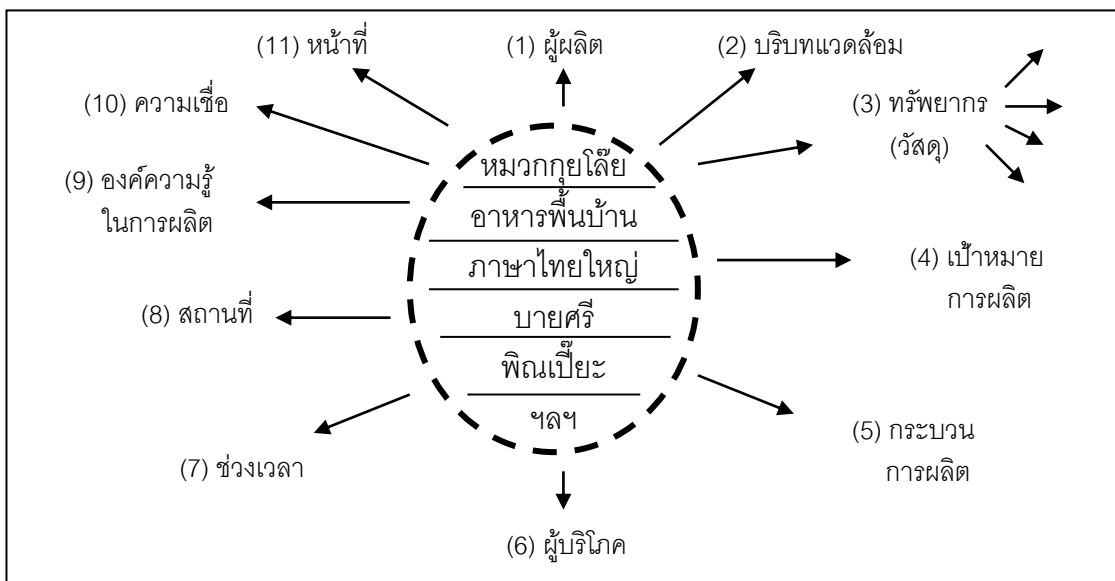 (11) หน้าที่
(1) ผู้ผลิต
(2) บริบทแวดล้อม
(10) ความเชื่อ
(3) ทรัพยากร
(วัสดุ)
(9) องค์ความรู้
ในการผลิต
หมวกกุยโล๊ย
อาหารพื้นบ้าน
ภาษาไทยใหญ่
บายศรี
พิณเปี๊ยะ
ฯลฯ
(4) เป้าหมาย
การผลิต
(8) สถานที่
(5) กระบวน
การผลิต
(7) ช่วงเวลา
(6) ผู้บริโภค